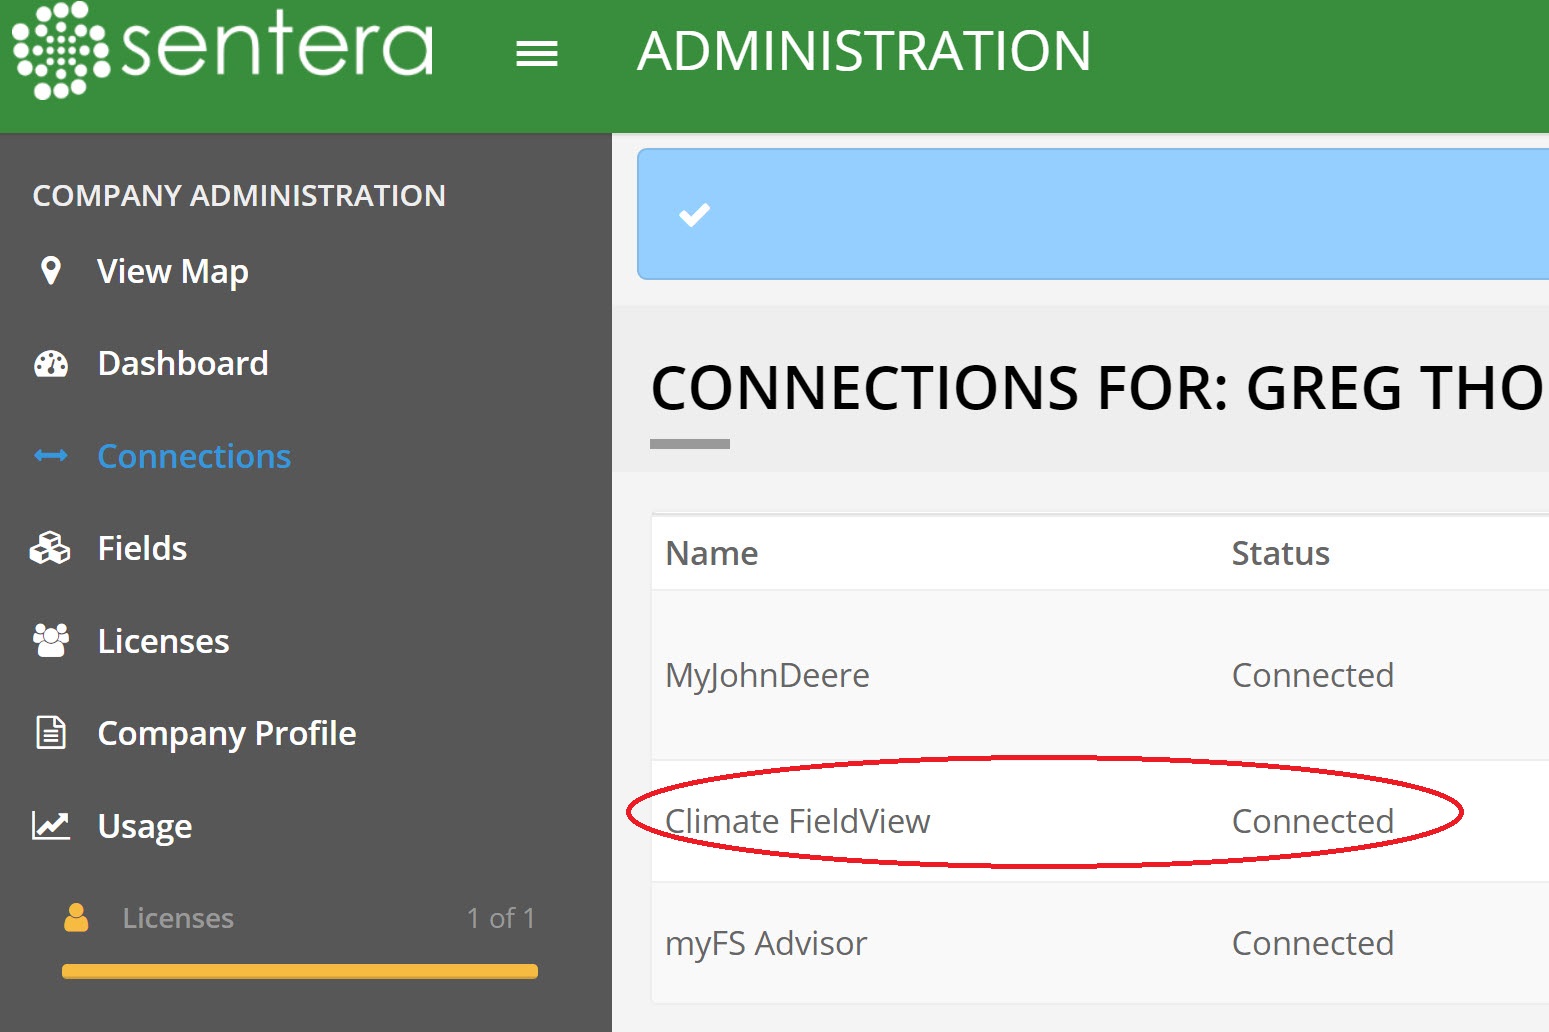 sentera
ADMINISTRATION
COMPANY ADMINISTRATION
View Map
Dashboard
Connections
Fields
Licenses
Company Profile
Usage
Licenses 1 of 1
CONNECTIONS FOR: GREG THO
Name Status
MyJohnDeere Connected
Climate FieldView Connected
myFS Advisor Connected